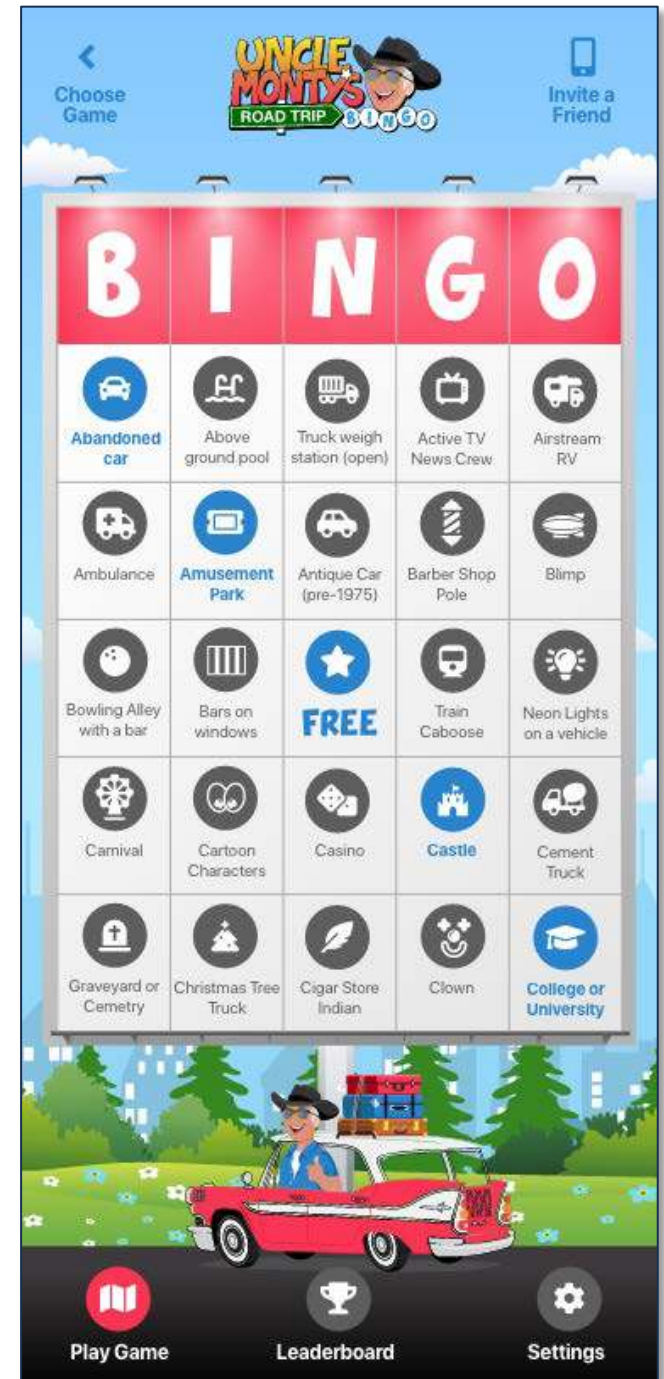 Choose
Game
UNCLE
MONTY'S
ROAD TRIP BINGO
Invite a
Friend
B I N G O
Abandoned
car
Above
ground pool
Truck weigh
station (open)
Active TV
News Crew
Airstream
RV
Ambulance
Amusement
Park
Antique Car
(pre-1975)
Barber Shop
Pole
Blimp
Bowling Alley
with a bar
Bars on
windows
FREE
Train
Caboose
Neon Lights
on a vehicle
Carnival
Cartoon
Characters
Casino
Castle
Cement
Truck
Graveyard or
Cemetry
Christmas Tree
Truck
Cigar Store
Indian
Clown
College or
University
Play Game
Leaderboard
Settings